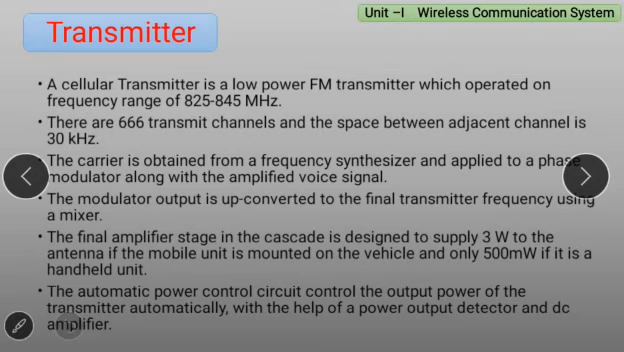 Unit –I Wireless Communication System
Transmitter
• A cellular Transmitter is a low power FM transmitter which operated on
frequency range of 825-845 MHz.
• There are 666 transmit channels and the space between adjacent channel is
30 kHz.
• The carrier is obtained from a frequency synthesizer and applied to a phase
modulator along with the amplified voice signal.
• The modulator output is up-converted to the final transmitter frequency using
a mixer.
• The final amplifier stage in the cascade is designed to supply 3 W to the
antenna if the mobile unit is mounted on the vehicle and only 500mW if it is a
handheld unit.
• The automatic power control circuit control the output power of the
transmitter automatically, with the help of a power output detector and dc
amplifier.